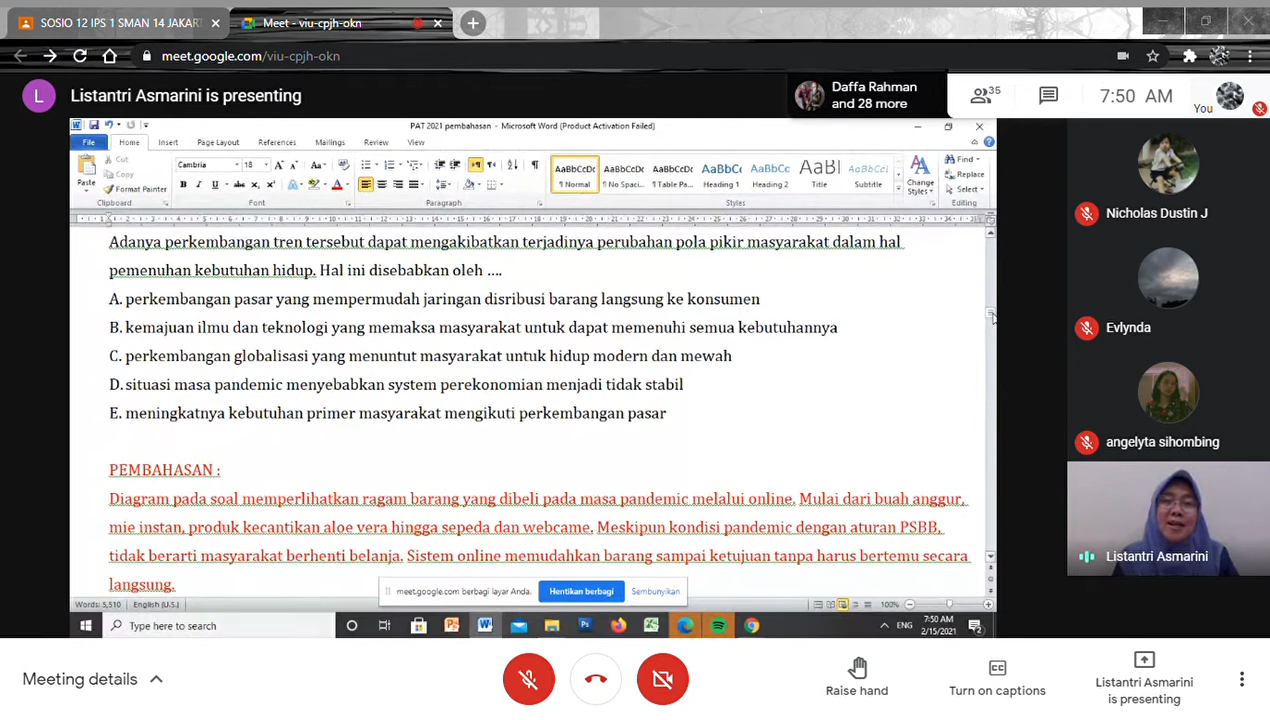 SOSIO 12 IPS 1 SMAN 14 JAKAR
Meet - viu-cpjh-okn
meet.google.com/viu-cpjh-okn
L
Listantri Asmarini is presenting
Daffa Rahman
and 28 more
35
7:50 AM
You
PAT 2021 pembahasan - Microsoft Word (Product Activation Failed)
File Home Insert Page Layout References Mailings Review View
Paste
Cut
Copy
Format Painter
Clipboard
Cambria
18
Font
Paragraph
AaBbCcDc
¶ Normal
AaBbCcDc
¶ No Spaci...
AaBbCcDc
¶ Table Pa...
AaBbCc
Heading 1
AaBbCc
Heading 2
AaBl
Title
AaBbCc
Subtitle
Styles
Change
Styles
Find
Replace
Select
Editing
Adanya perkembangan tren tersebut dapat mengakibatkan terjadinya perubahan pola pikir masyarakat dalam hal
pemenuhan kebutuhan hidup. Hal ini disebabkan oleh ....
A. perkembangan pasar yang mempermudah jaringan disribusi barang langsung ke konsumen
B. kemajuan ilmu dan teknologi yang memaksa masyarakat untuk dapat memenuhi semua kebutuhannya
C. perkembangan globalisasi yang menuntut masyarakat untuk hidup modern dan mewah
D. situasi masa pandemic menyebabkan system perekonomian menjadi tidak stabil
E. meningkatnya kebutuhan primer masyarakat mengikuti perkembangan pasar
PEMBAHASAN :
Diagram pada soal memperlihatkan ragam barang yang dibeli pada masa pandemic melalui online. Mulai dari buah anggur,
mie instan, produk kecantikan aloe vera hingga sepeda dan webcame. Meskipun kondisi pandemic dengan aturan PSBB,
tidak berarti masyarakat berhenti belanja. Sistem online memudahkan barang sampai ketujuan tanpa harus bertemu secara
langsung.
meet.google.com berbagi layar Anda. Hentikan berbagi Sembunyikan
Words: 5,510 English (U.S.)
100%
Type here to search
ENG
7:50 AM
2/15/2021
Nicholas Dustin J
Evlynda
angelyta sihombing
Listantri Asmarini
Meeting details
Raise hand
Turn on captions
Listantri Asmarini
is presenting